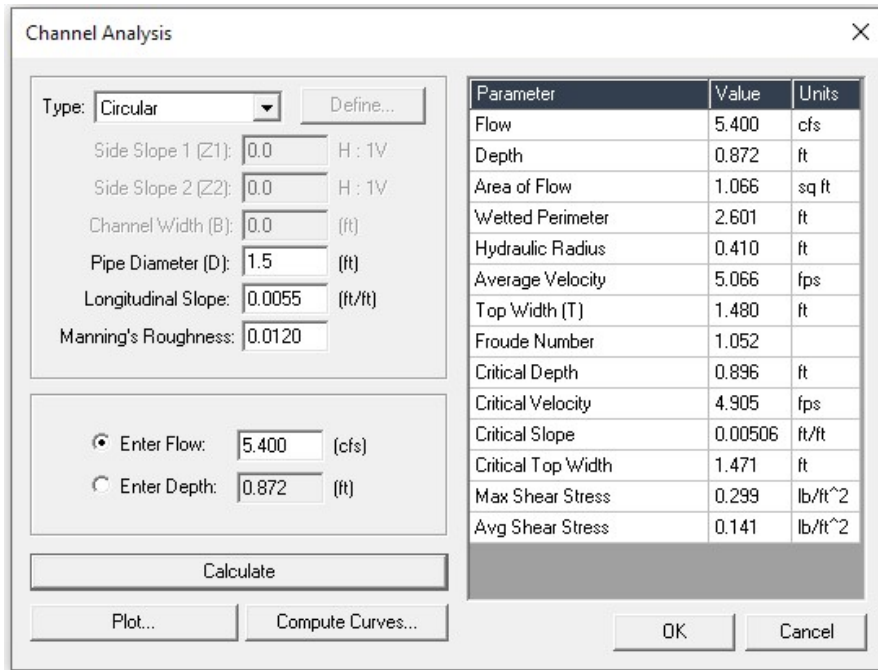 Channel Analysis
Type: Circular Define...
Side Slope 1 (Z1): 0.0 H : 1V
Side Slope 2 (Z2): 0.0 H : 1V
Channel Width (B): 0.0 (ft)
Pipe Diameter (D): 1.5 (ft)
Longitudinal Slope: 0.0055 (ft/ft)
Manning's Roughness: 0.0120
Enter Flow: 5.400 (cfs)
Enter Depth: 0.872 (ft)
Calculate
Plot... Compute Curves...
Parameter Value Units
Flow 5.400 cfs
Depth 0.872 ft
Area of Flow 1.066 sq ft
Wetted Perimeter 2.601 ft
Hydraulic Radius 0.410 ft
Average Velocity 5.066 fps
Top Width (T) 1.480 ft
Froude Number 1.052
Critical Depth 0.896 ft
Critical Velocity 4.905 fps
Critical Slope 0.00506 ft/ft
Critical Top Width 1.471 ft
Max Shear Stress 0.299 lb/ft^2
Avg Shear Stress 0.141 lb/ft^2
OK Cancel